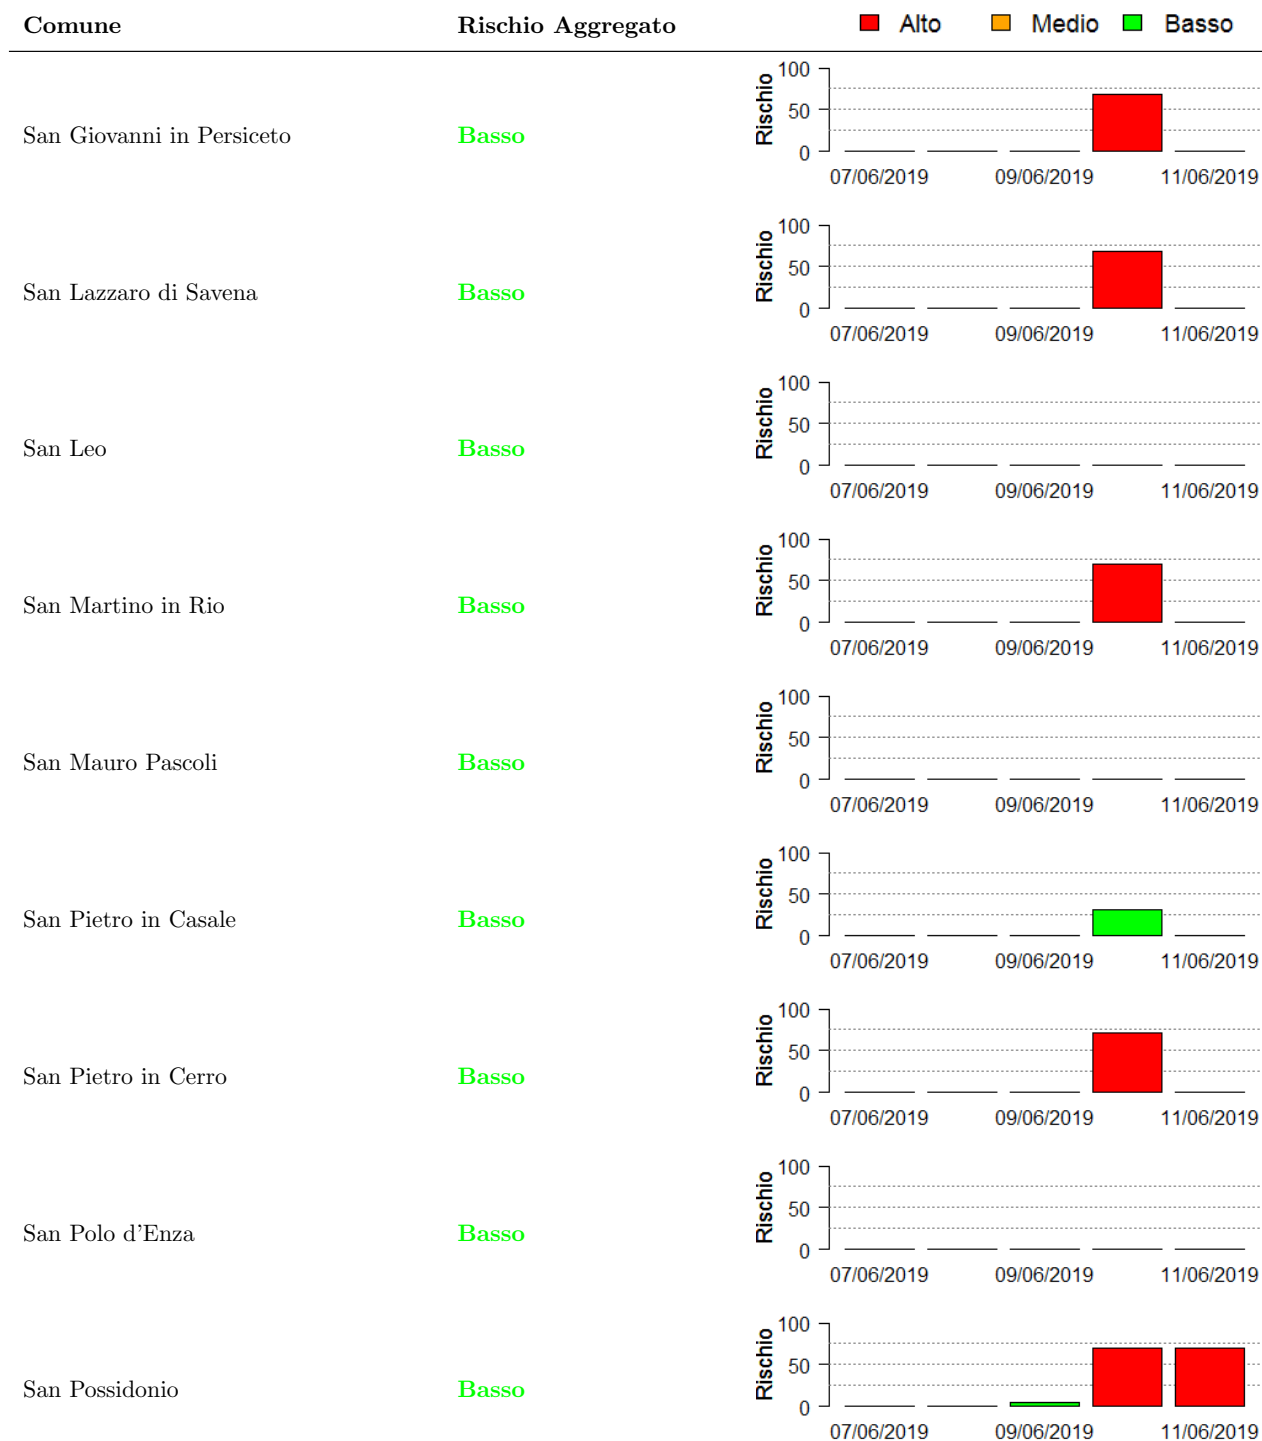 Comune Rischio Aggregato Alto Medio Basso
100
50
0
Rischio
San Giovanni in Persiceto Basso
07/06/2019 09/06/2019 11/06/2019
100
50
0
Rischio
San Lazzaro di Savena Basso
07/06/2019 09/06/2019 11/06/2019
100
50
0
Rischio
San Leo Basso
07/06/2019 09/06/2019 11/06/2019
100
50
0
Rischio
San Martino in Rio Basso
07/06/2019 09/06/2019 11/06/2019
100
50
0
Rischio
San Mauro Pascoli Basso
07/06/2019 09/06/2019 11/06/2019
100
50
0
Rischio
San Pietro in Casale Basso
07/06/2019 09/06/2019 11/06/2019
100
50
0
Rischio
San Pietro in Cerro Basso
07/06/2019 09/06/2019 11/06/2019
100
50
0
Rischio
San Polo d'Enza Basso
07/06/2019 09/06/2019 11/06/2019
100
50
0
Rischio
San Possidonio Basso
07/06/2019 09/06/2019 11/06/2019